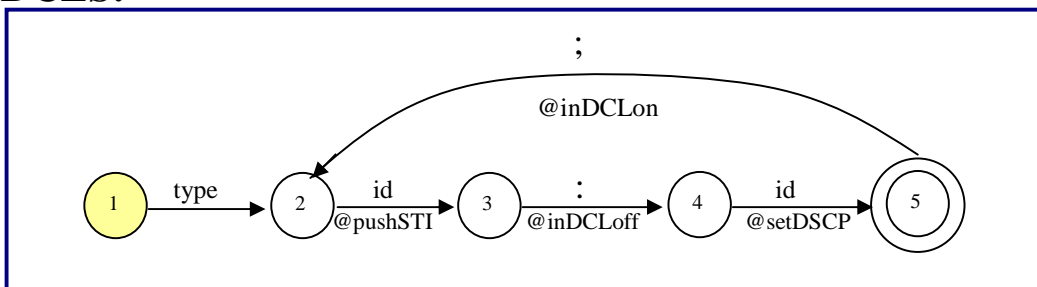 ;
@inDCLon
type id : id
1 2 3 4 5
@pushSTI @inDCLoff @setDSCP